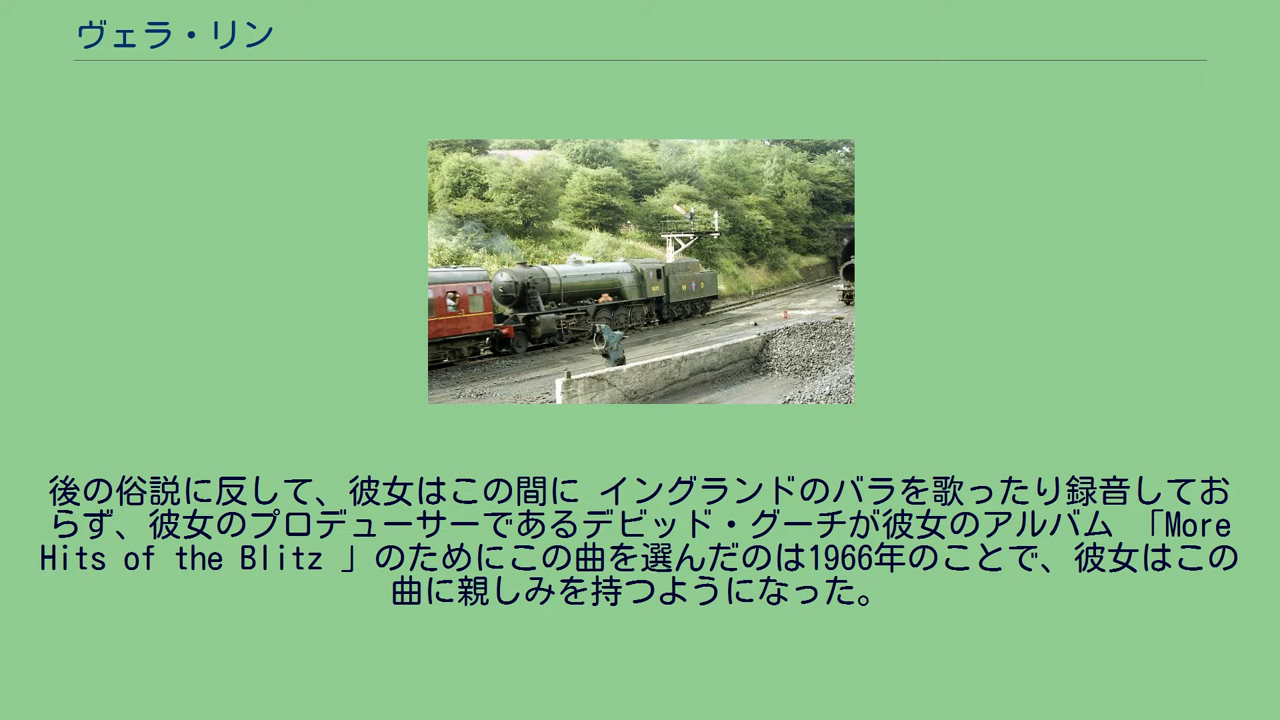 ヴェラ・リン
後の俗説に反して、彼女はこの間に イングランドのバラを歌ったり録音してお
らず、彼女のプロデューサーであるデビッド・グーチが彼女のアルバム 「More
Hits of the Blitz 」のためにこの曲を選んだのは1966年のことで、彼女はこの
曲に親しみを持つようになった。